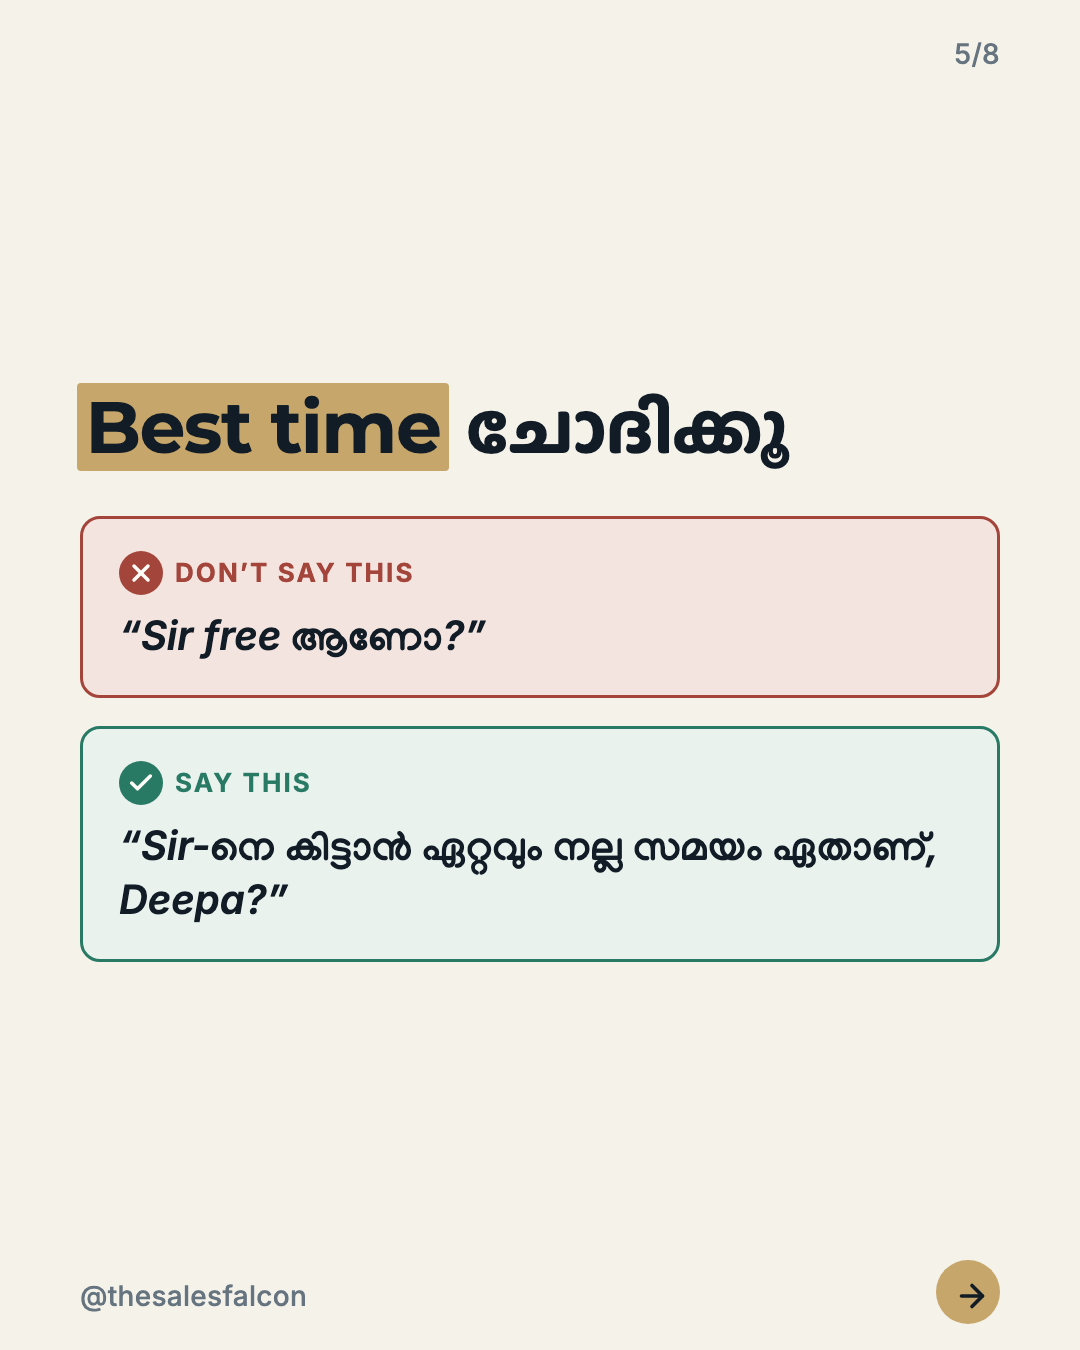 5/8
Best time ചോദിക്കൂ
DON’T SAY THIS
“Sir free ആണോ?”
SAY THIS
“Sir-നെ കിട്ടാൻ ഏറ്റവും നല്ല സമയം ഏതാണ്,
Deepa?”
@thesalesfalcon